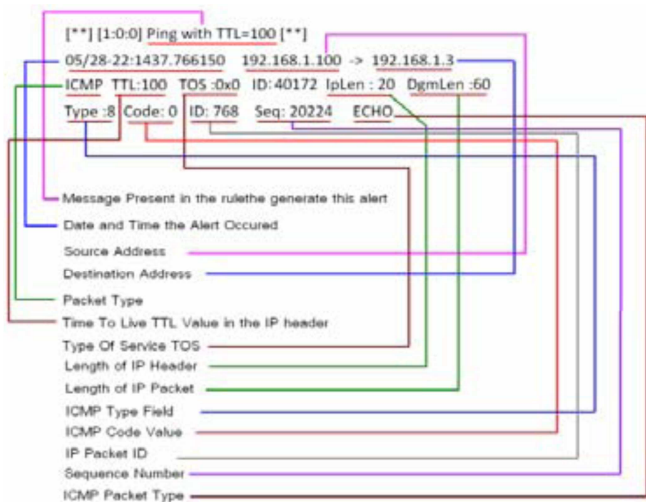 [**] [1:0:0] Ping with TTL=100 [**]
05/28-22:1437.766150 192.168.1.100 -> 192.168.1.3
ICMP TTL:100 TOS :0x0 ID:40172 IpLen : 20 DgmLen :60
Type :8 Code: 0 ID: 768 Seq: 20224 ECHO
Message Present in the rulethe generate this alert
Date and Time the Alert Occured
Source Address
Destination Address
Packet Type
Time To Live TTL Value in the IP header
Type Of Service TOS
Length of IP Header
Length of IP Packet
ICMP Type Field
ICMP Code Value
IP Packet ID
Sequence Number
ICMP Packet Type